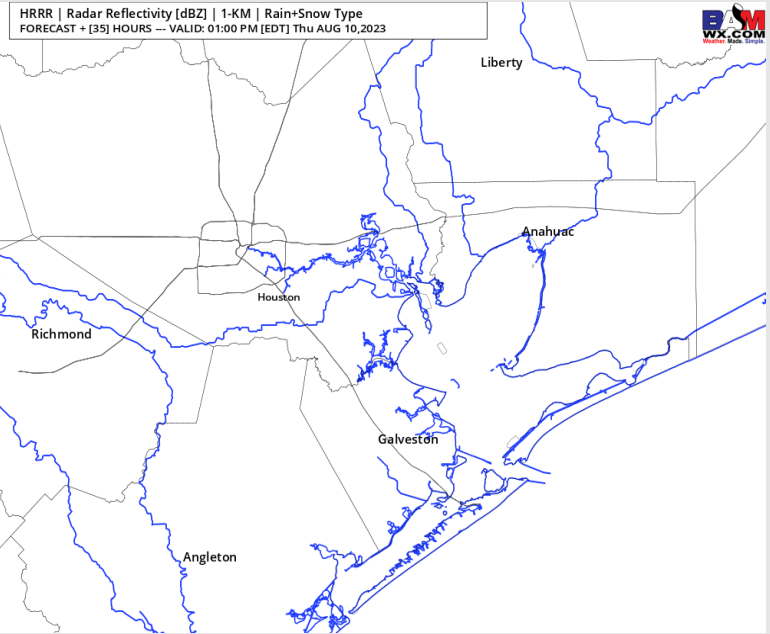 HRRR | Radar Reflectivity [dBZ] | 1-KM | Rain+Snow Type
FORECAST + [35] HOURS --- VALID: 01:00 PM [EDT] Thu AUG 10,2023
BAM
WX.COM
Weather. Made. Simple.
Liberty
Anahuac
Houston
Richmond
Galveston
Angleton